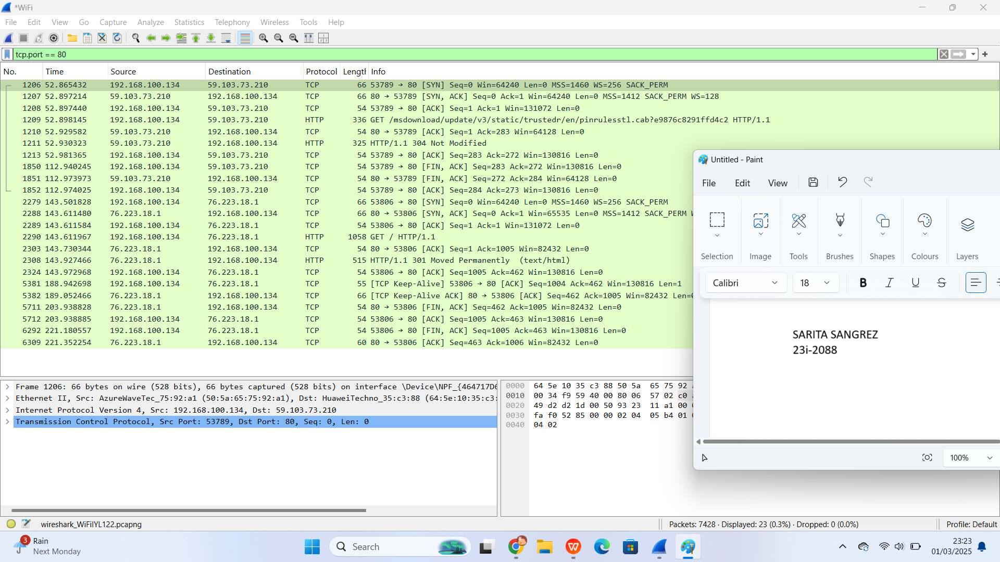 *WiFi
File Edit View Go Capture Analyze Statistics Telephony Wireless Tools Help
tcp.port == 80
No. Time Source Destination Protocol Length Info
1206 52.865432 192.168.100.134 59.103.73.210 TCP 66 53789 → 80 [SYN] Seq=0 Win=64240 Len=0 MSS=1460 WS=256 SACK_PERM
1207 52.897214 59.103.73.210 192.168.100.134 TCP 66 80 → 53789 [SYN, ACK] Seq=0 Ack=1 Win=64240 Len=0 MSS=1412 SACK_PERM WS=128
1208 52.897440 192.168.100.134 59.103.73.210 TCP 54 53789 → 80 [ACK] Seq=1 Ack=1 Win=131072 Len=0
1209 52.898145 192.168.100.134 59.103.73.210 HTTP 336 GET /msdownload/update/v3/static/trustedr/en/pinrulesstl.cab?e9876c8291ffd4c2 HTTP/1.1
1210 52.929582 59.103.73.210 192.168.100.134 TCP 54 80 → 53789 [ACK] Seq=1 Ack=283 Win=64128 Len=0
1211 52.930323 59.103.73.210 192.168.100.134 HTTP 325 HTTP/1.1 304 Not Modified
1213 52.981365 192.168.100.134 59.103.73.210 TCP 54 53789 → 80 [ACK] Seq=283 Ack=272 Win=130816 Len=0
1850 112.940245 192.168.100.134 59.103.73.210 TCP 54 53789 → 80 [FIN, ACK] Seq=283 Ack=272 Win=130816 Len=0
1851 112.973973 59.103.73.210 192.168.100.134 TCP 54 80 → 53789 [FIN, ACK] Seq=272 Ack=284 Win=64128 Len=0
1852 112.974025 192.168.100.134 59.103.73.210 TCP 54 53789 → 80 [ACK] Seq=284 Ack=273 Win=130816 Len=0
2279 143.501828 192.168.100.134 76.223.18.1 TCP 66 53806 → 80 [SYN] Seq=0 Win=64240 Len=0 MSS=1460 WS=256 SACK_PERM
2288 143.611480 76.223.18.1 192.168.100.134 TCP 66 80 → 53806 [SYN, ACK] Seq=0 Ack=1 Win=65535 Len=0 MSS=1412 SACK_PERM
2289 143.611584 192.168.100.134 76.223.18.1 TCP 54 53806 → 80 [ACK] Seq=1 Ack=1 Win=131072 Len=0
2290 143.611967 192.168.100.134 76.223.18.1 HTTP 1058 GET / HTTP/1.1
2303 143.730344 76.223.18.1 192.168.100.134 TCP 54 80 → 53806 [ACK] Seq=1 Ack=1005 Win=82432 Len=0
2308 143.927466 76.223.18.1 192.168.100.134 HTTP 515 HTTP/1.1 301 Moved Permanently (text/html)
2324 143.972968 192.168.100.134 76.223.18.1 TCP 54 53806 → 80 [ACK] Seq=1005 Ack=462 Win=130816 Len=0
5381 188.942698 192.168.100.134 76.223.18.1 TCP 55 [TCP Keep-Alive] 53806 → 80 [ACK] Seq=1004 Ack=462 Win=130816 Len=1
5382 189.052466 76.223.18.1 192.168.100.134 TCP 66 [TCP Keep-Alive ACK] 80 → 53806 [ACK] Seq=462 Ack=1005 Win=82432 Len=
5711 203.938828 76.223.18.1 192.168.100.134 TCP 54 80 → 53806 [FIN, ACK] Seq=462 Ack=1005 Win=82432 Len=0
5712 203.938885 192.168.100.134 76.223.18.1 TCP 54 53806 → 80 [ACK] Seq=1005 Ack=463 Win=130816 Len=0
6292 221.180557 192.168.100.134 76.223.18.1 TCP 54 53806 → 80 [FIN, ACK] Seq=1005 Ack=463 Win=130816 Len=0
6309 221.352254 76.223.18.1 192.168.100.134 TCP 60 80 → 53806 [ACK] Seq=463 Ack=1006 Win=82432 Len=0
Untitled - Paint
File Edit View
Selection Image Tools Brushes Shapes Colours Layers
Calibri 18 B I U S
SARITA SANGREZ
23i-2088
100%
Frame 1206: 66 bytes on wire (528 bits), 66 bytes captured (528 bits) on interface \Device\NPF_{464717D
Ethernet II, Src: AzureWaveTec_75:92:a1 (50:5a:65:75:92:a1), Dst: HuaweiTechno_35:c3:88 (64:5e:10:35:c3:
Internet Protocol Version 4, Src: 192.168.100.134, Dst: 59.103.73.210
Transmission Control Protocol, Src Port: 53789, Dst Port: 80, Seq: 0, Len: 0
0000 64 5e 10 35 c3 88 50 5a 65 75 92
0010 00 34 f9 59 40 00 80 06 57 02 c0
0020 49 d2 d2 1d 00 50 93 23 11 a1 00
0030 fa f0 52 85 00 00 02 04 05 b4 01
0040 04 02
wireshark_WiFiIYL122.pcapng
Packets: 7428 · Displayed: 23 (0.3%) · Dropped: 0 (0.0%)
Profile: Default
3
Rain
Next Monday
Search
23:23
01/03/2025